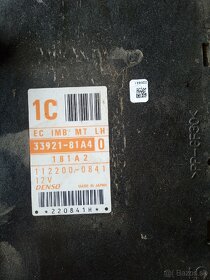 1C
EC IMB MT LH
33921-81A4 0
181A2
112200-0841
12V
DENSO MADE IN JAPAN
*220841H*